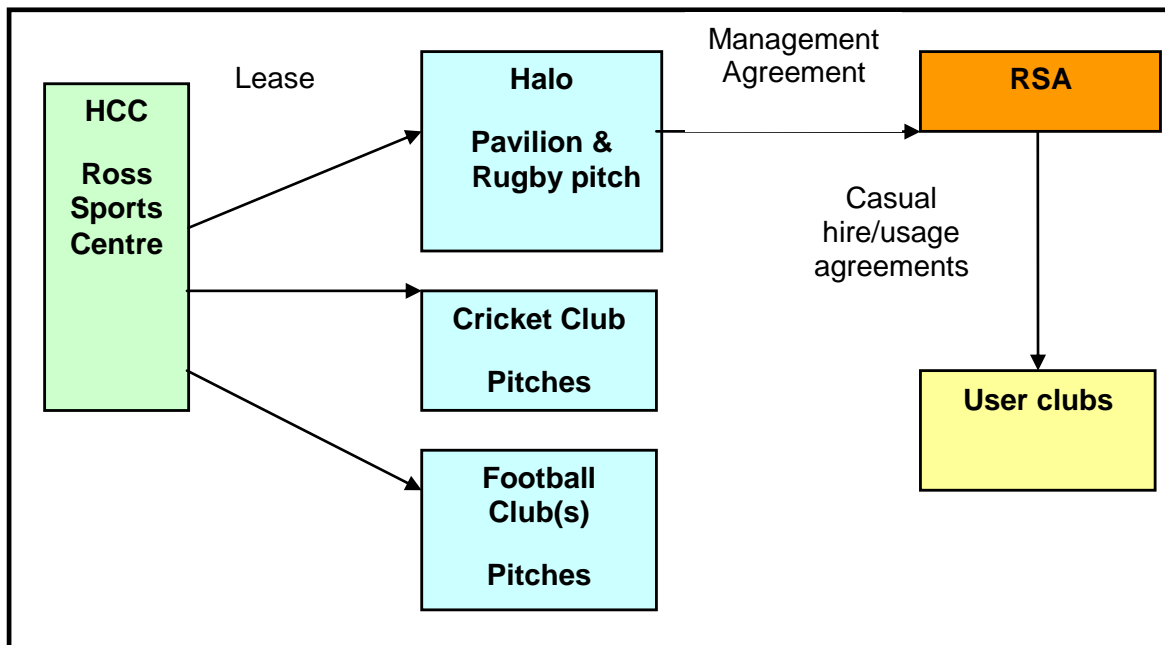 HCC
Ross
Sports
Centre
Lease
Halo
Pavilion &
Rugby pitch
Management
Agreement
RSA
Cricket Club
Pitches
Casual
hire/usage
agreements
Football
Club(s)
Pitches
User clubs